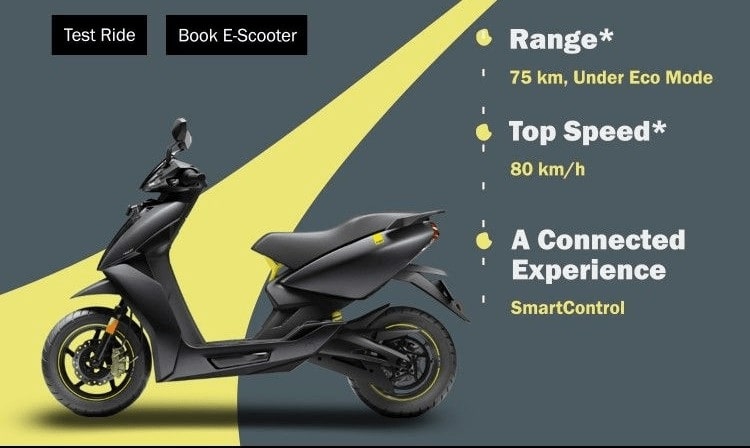 Test Ride
Book E-Scooter
Range*
75 km, Under Eco Mode
Top Speed*
80 km/h
A Connected
Experience
SmartControl